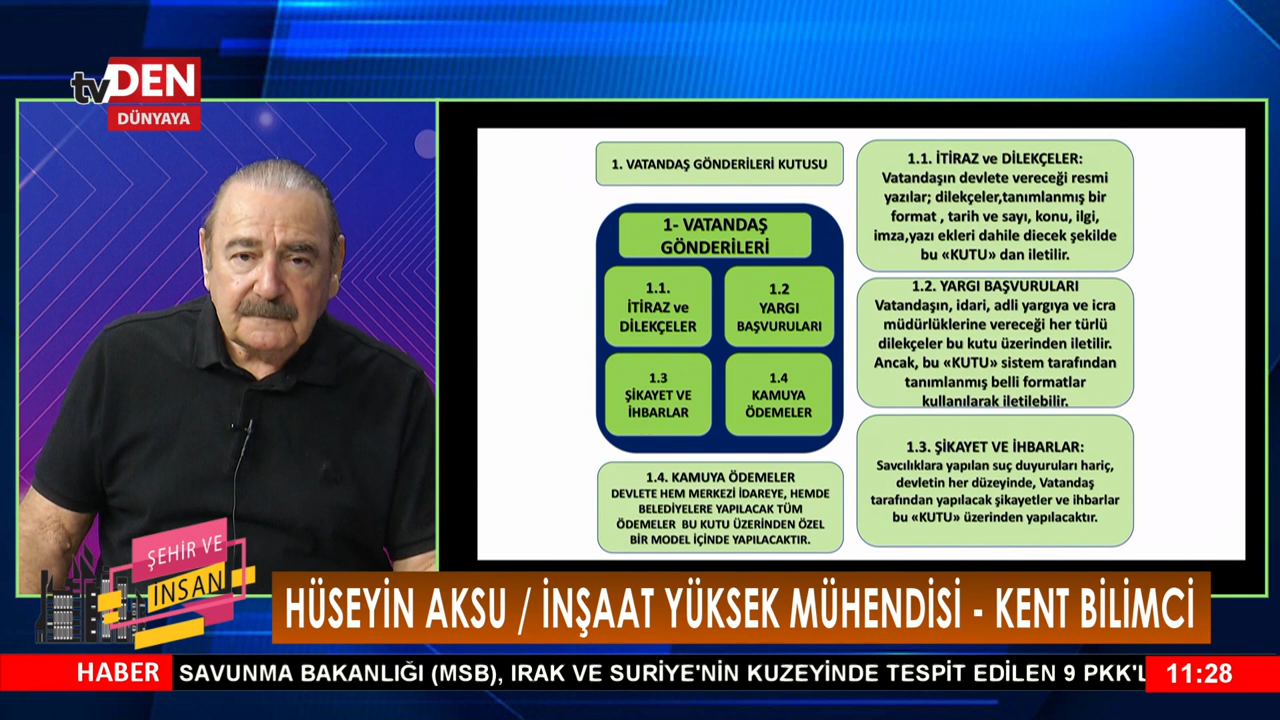 tvDEN
DÜNYAYA
1. VATANDAŞ GÖNDERİLERİ KUTUSU
1- VATANDAŞ
GÖNDERİLERİ
1.1.
İTİRAZ ve
DİLEKÇELER
1.2
YARGI
BAŞVURULARI
1.3
ŞİKAYET VE
İHBARLAR
1.4
KAMUYA
ÖDEMELER
1.4. KAMUYA ÖDEMELER
DEVLETE HEM MERKEZİ İDAREYE, HEMDE
BELEDİYELERE YAPILACAK TÜM
ÖDEMELER BU KUTU ÜZERİNDEN ÖZEL
BİR MODEL İÇİNDE YAPILACAKTIR.
1.1. İTİRAZ ve DİLEKÇELER:
Vatandaşın devlete vereceği resmi
yazılar; dilekçeler,tanımlanmış bir
format , tarih ve sayı, konu, ilgi,
imza,yazı ekleri dahile diecek şekilde
bu «KUTU» dan iletilir.
1.2. YARGI BAŞVURULARI
Vatandaşın, idari, adli yargıya ve icra
müdürlüklerine vereceği her türlü
dilekçeler bu kutu üzerinden iletilir.
Ancak, bu «KUTU» sistem tarafından
tanımlanmış belli formatlar
kullanılarak iletilebilir.
1.3. ŞİKAYET VE İHBARLAR:
Savcılıklara yapılan suç duyuruları hariç,
devletin her düzeyinde, Vatandaş
tarafından yapılacak şikayetler ve ihbarlar
bu «KUTU» üzerinden yapılacaktır.
ŞEHİR VE
İNSAN
HÜSEYİN AKSU / İNŞAAT YÜKSEK MÜHENDİSİ - KENT BİLİMCİ
HABER SAVUNMA BAKANLIĞI (MSB), IRAK VE SURİYE'NİN KUZEYİNDE TESPİT EDİLEN 9 PKK'L 11:28